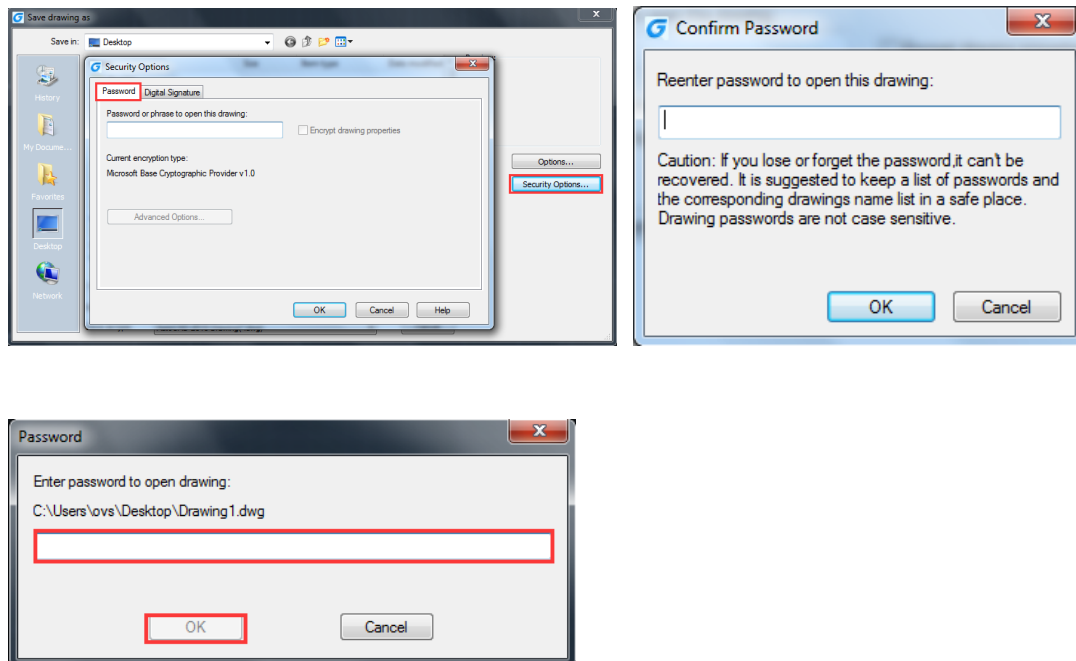 Save drawing as
Save in: Desktop
Security Options
Password Digital Signature
Password or phrase to open this drawing:
Encrypt drawing properties
Current encryption type:
Microsoft Base Cryptographic Provider v1.0
Advanced Options...
OK Cancel Help
History
My Docume...
Favorites
Desktop
Network
Options...
Security Options...
Confirm Password
Reenter password to open this drawing:
Caution: If you lose or forget the password,it can't be
recovered. It is suggested to keep a list of passwords and
the corresponding drawings name list in a safe place.
Drawing passwords are not case sensitive.
OK Cancel
Password
Enter password to open drawing:
C:\Users\ovs\Desktop\Drawing1.dwg
OK Cancel